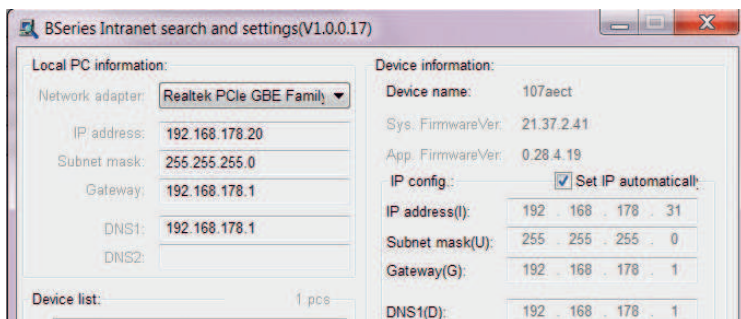 BSeries Intranet search and settings(V1.0.0.17)
Local PC information:
Network adapter: Realtek PCIe GBE Family
IP address: 192.168.178.20
Subnet mask: 255.255.255.0
Gateway: 192.168.178.1
DNS1: 192.168.178.1
DNS2:
Device list: 1 pcs
Device information:
Device name: 107aect
Sys. FirmwareVer: 21.37.2.41
App. FirmwareVer: 0.28.4.19
IP config.: Set IP automatically
IP address(I): 192 . 168 . 178 . 31
Subnet mask(U): 255 . 255 . 255 . 0
Gateway(G): 192 . 168 . 178 . 1
DNS1(D): 192 . 168 . 178 . 1